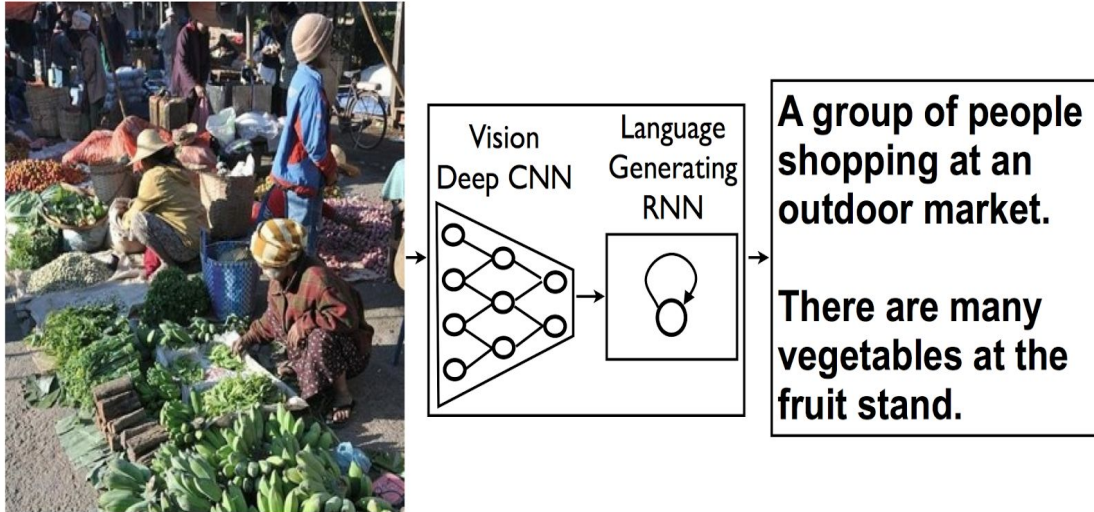 Vision
Deep CNN
Language
Generating
RNN
A group of people
shopping at an
outdoor market.
There are many
vegetables at the
fruit stand.